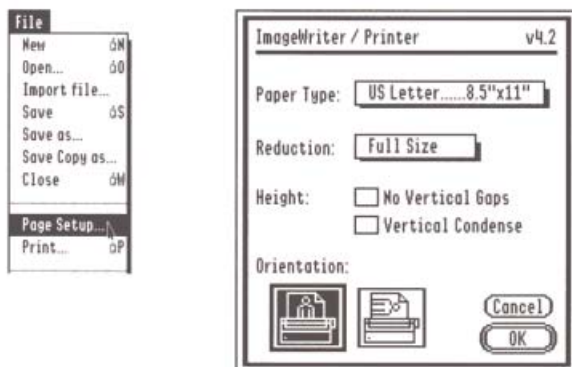 File
New ⌘N
Open... ⌘O
Import file...
Save ⌘S
Save as...
Save Copy as...
Close ⌘W
Page Setup...
Print... ⌘P
ImageWriter / Printer v4.2
Paper Type: US Letter......8.5"x11"
Reduction: Full Size
Height: No Vertical Gaps
Vertical Condense
Orientation:
Cancel
OK